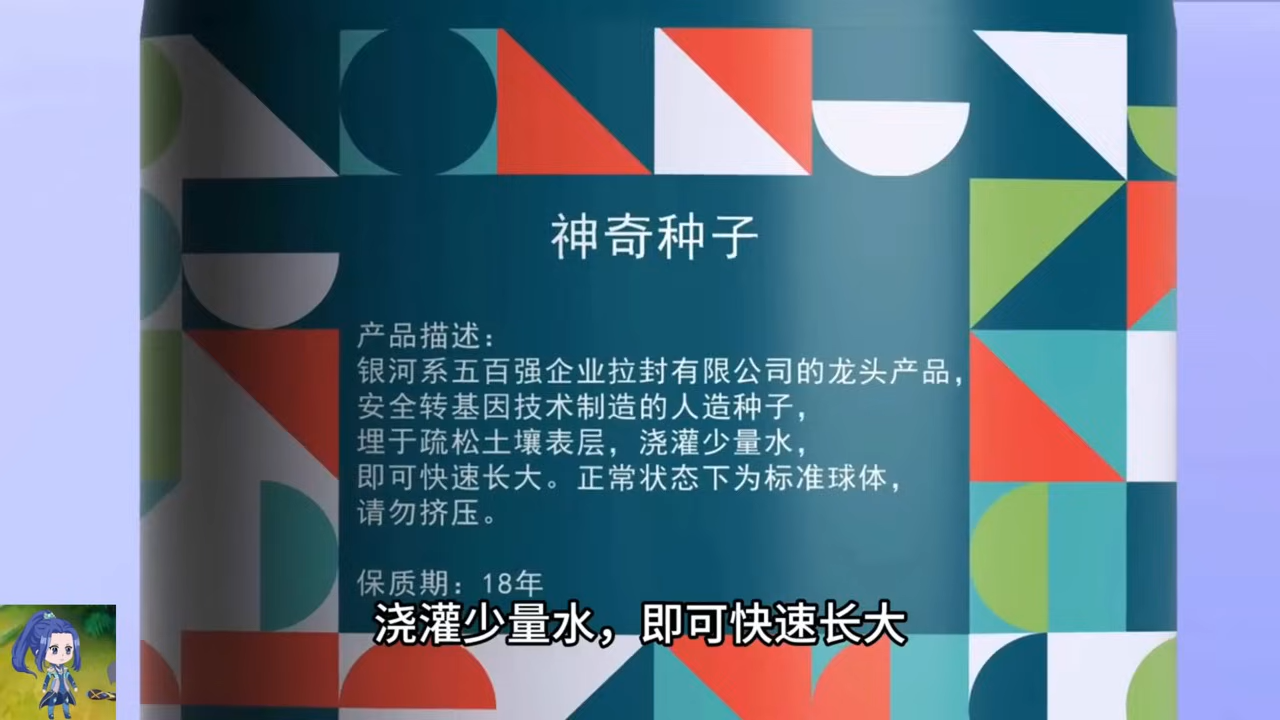 神奇种子
产品描述：
银河系五百强企业拉封有限公司的龙头产品，
安全转基因技术制造的人造种子，
埋于疏松土壤表层，浇灌少量水，
即可快速长大。正常状态下为标准球体，
请勿挤压。
保质期：18年
浇灌少量水，即可快速长大